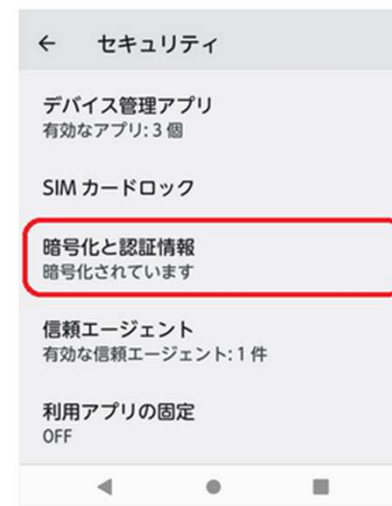 セキュリティ
デバイス管理アプリ
有効なアプリ: 3 個
SIM カードロック
暗号化と認証情報
暗号化されています
信頼エージェント
有効な信頼エージェント: 1 件
利用アプリの固定
OFF